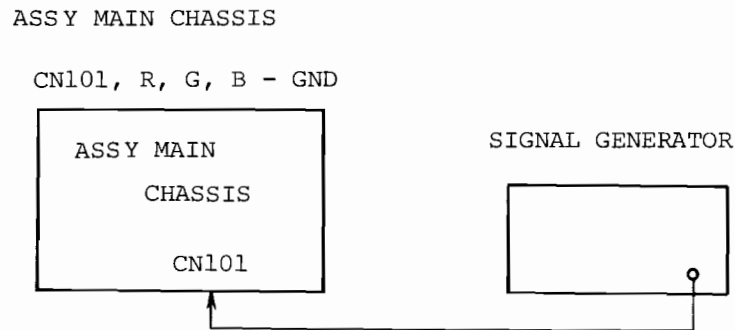 ASSY MAIN CHASSIS
CN101, R, G, B - GND
ASSY MAIN
CHASSIS
CN101
SIGNAL GENERATOR